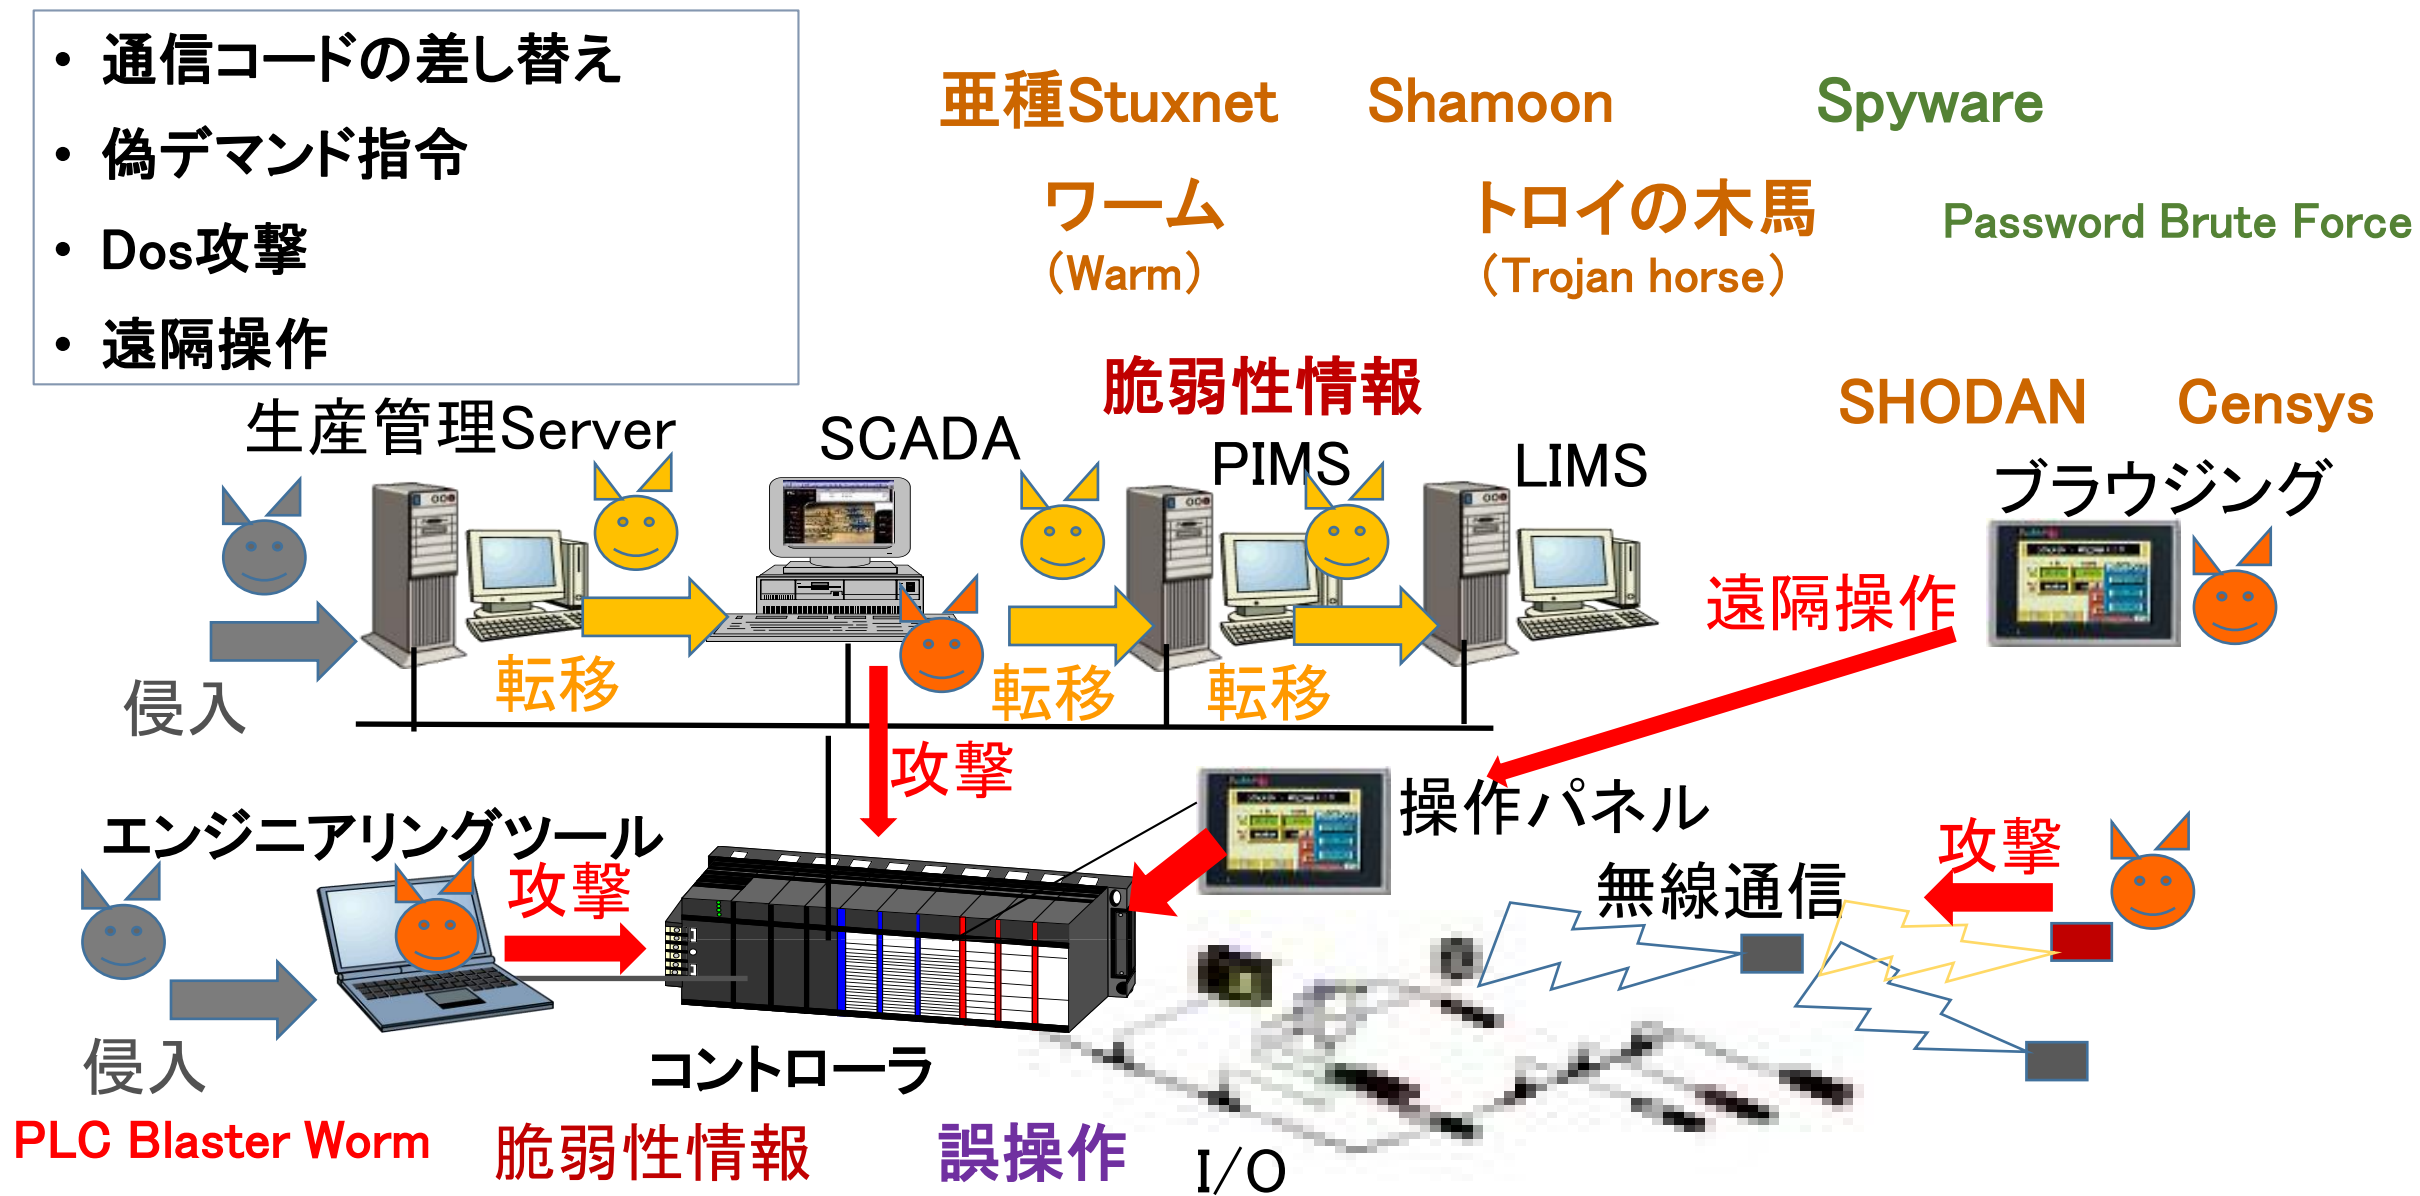 • 通信コードの差し替え
• 偽デマンド指令
• Dos攻撃
• 遠隔操作
亜種Stuxnet
Shamoon
Spyware
ワーム
（Warm）
トロイの木馬
（Trojan horse）
Password Brute Force
脆弱性情報
SHODAN
Censys
生産管理Server
SCADA
PIMS
LIMS
ブラウジング
遠隔操作
侵入
転移
転移
転移
攻撃
操作パネル
エンジニアリングツール
攻撃
無線通信
攻撃
侵入
コントローラ
PLC Blaster Worm
脆弱性情報
誤操作
I/O